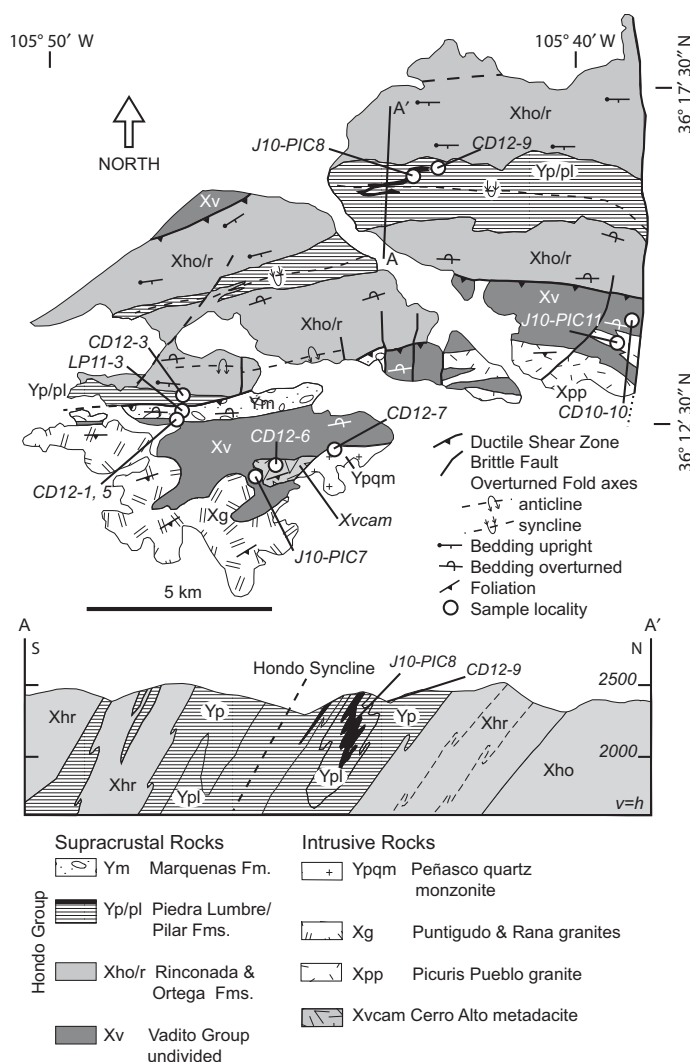 105° 50' W
105° 40' W
36° 17' 30" N
NORTH
A'
J10-PIC8
CD12-9
Xho/r
Yp/pl
Xv
A
Xho/r
Xho/r
Xv
Xho/r
J10-PIC11
CD12-3
LP11-3
Yp/pl
Ym
Xpp
CD10-10
36° 12' 30" N
CD12-7
Xv
CD12-6
Ypqm
CD12-1, 5
Xg
Xvcam
J10-PIC7
5 km
Ductile Shear Zone
Brittle Fault
Overturned Fold axes
anticline
syncline
Bedding upright
Bedding overturned
Foliation
Sample locality
A
S
A'
N
Hondo Syncline
J10-PIC8
CD12-9
2500
2000
Xhr
Yp
Yp
Xhr
Xhr
Ypl
Ypl
Xho
v=h
Supracrustal Rocks
Ym Marquenas Fm.
Yp/pl Piedra Lumbre/
Pilar Fms.
Hondo Group
Xho/r Rinconada &
Ortega Fms.
Xv Vadito Group
undivided
Intrusive Rocks
Ypqm Peñasco quartz
monzonite
Xg Puntigudo & Rana granites
Xpp Picuris Pueblo granite
Xvcam Cerro Alto metadacite